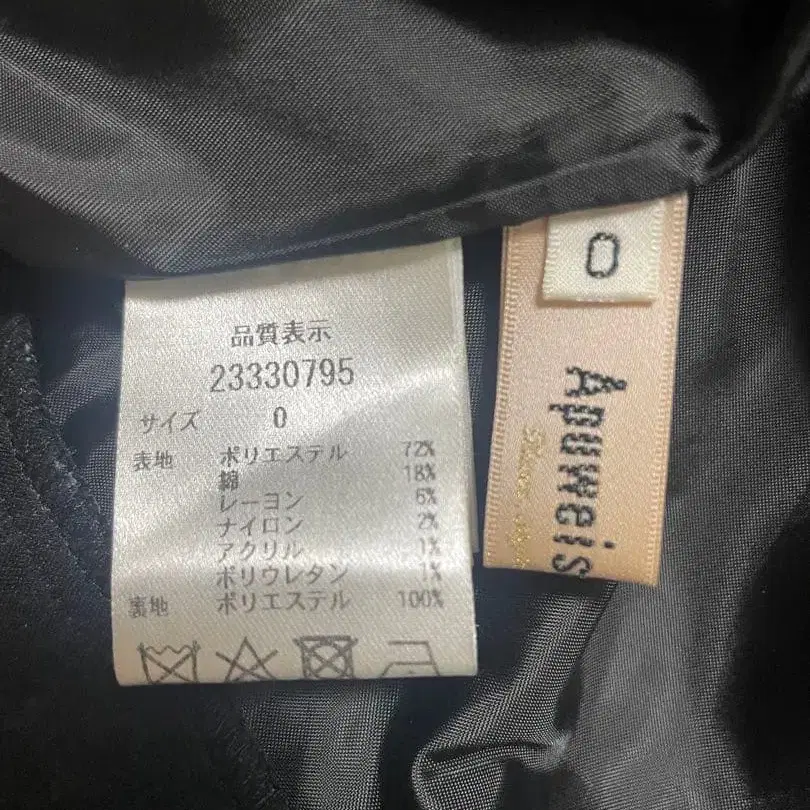 品質表示
23330795
サイズ 0
表地 ポリエステル 72%
綿 18%
レーヨン 6%
ナイロン 2%
アクリル 1%
ポリウレタン 1%
裏地 ポリエステル 100%
0
Apuweis